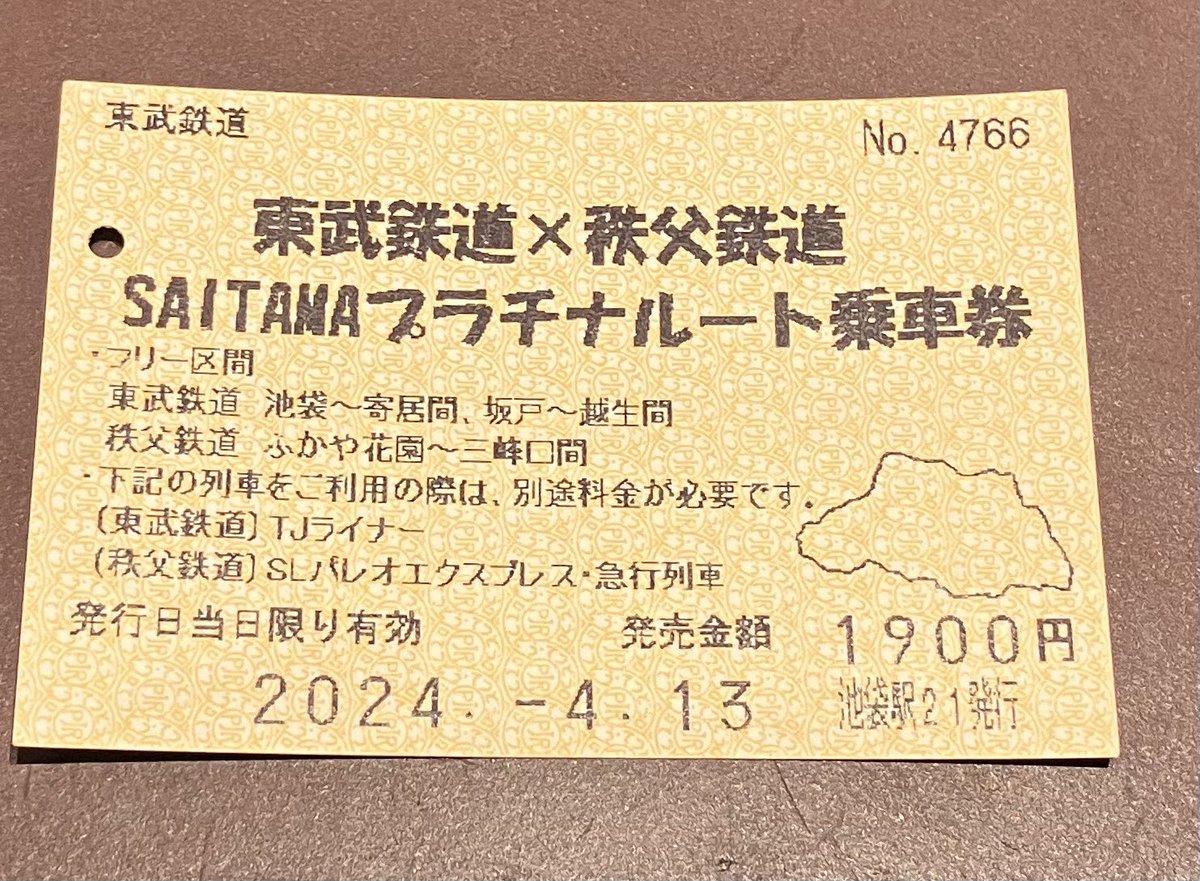 東武鉄道
No. 4766
東武鉄道×秩父鉄道
SAITAMAプラチナルート乗車券
・フリー区間
東武鉄道 池袋～寄居間、坂戸～越生間
秩父鉄道 ふかや花園～三峰口間
・下記の列車をご利用の際は、別途料金が必要です。
(東武鉄道) TJライナー
(秩父鉄道) SLパレオエクスプレス・急行列車
発行日当日限り有効 発売金額 1900円
2024. -4. 13 池袋駅21発行